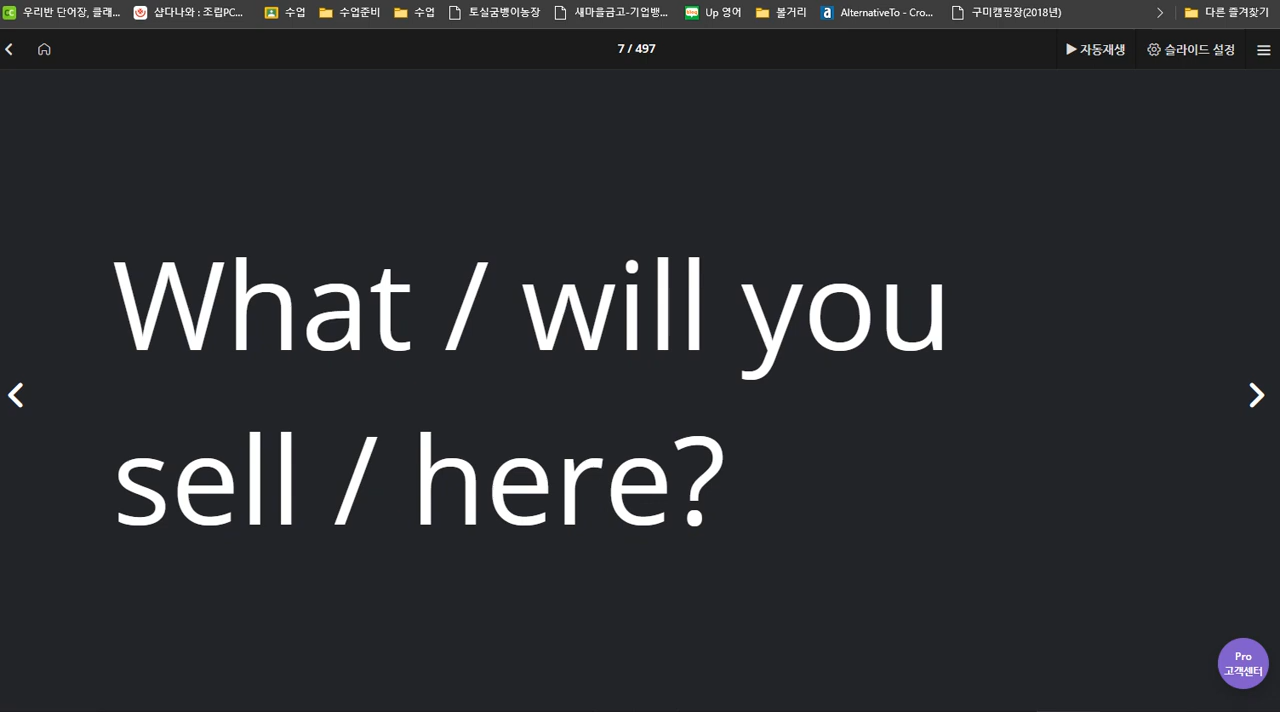 우리반 단어장, 클래... 샵다나와 : 조립PC... 수업 수업준비 수업 토실굼벵이농장 새마을금고-기업뱅... Up 영어 볼거리 AlternativeTo - Cro... 구미캠핑장(2018년) 다른 즐겨찾기
7 / 497 자동재생 슬라이드 설정
What / will you
sell / here?
Pro
고객센터